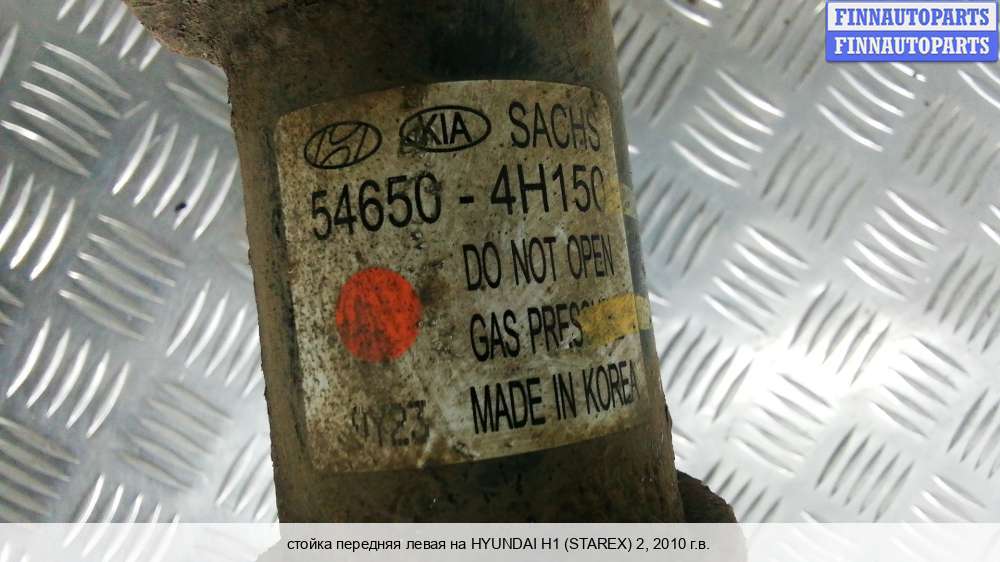 FINNAUTOPARTS
FINNAUTOPARTS
KIA SACHS
54650 - 4H150
DO NOT OPEN
GAS
MADE IN KOREA
стойка передняя левая на HYUNDAI H1 (STAREX) 2, 2010 г.в.